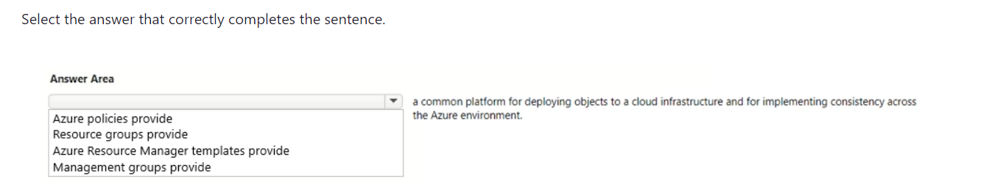 Select the answer that correctly completes the sentence.
Answer Area
a common platform for deploying objects to a cloud infrastructure and for implementing consistency across
the Azure environment.
Azure policies provide
Resource groups provide
Azure Resource Manager templates provide
Management groups provide